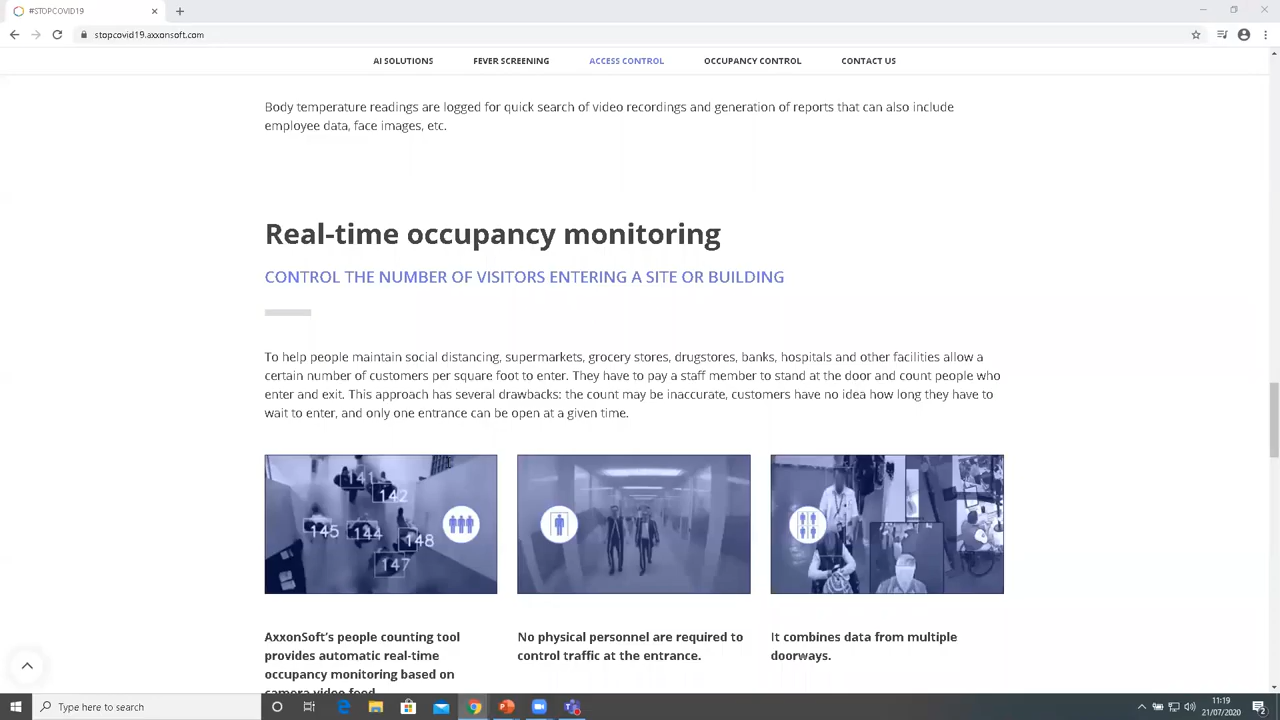 #STOPCOVID19
stopcovid19.axxonsoft.com
AI SOLUTIONS
FEVER SCREENING
ACCESS CONTROL
OCCUPANCY CONTROL
CONTACT US
Body temperature readings are logged for quick search of video recordings and generation of reports that can also include
employee data, face images, etc.
Real-time occupancy monitoring
CONTROL THE NUMBER OF VISITORS ENTERING A SITE OR BUILDING
To help people maintain social distancing, supermarkets, grocery stores, drugstores, banks, hospitals and other facilities allow a
certain number of customers per square foot to enter. They have to pay a staff member to stand at the door and count people who
enter and exit. This approach has several drawbacks: the count may be inaccurate, customers have no idea how long they have to
wait to enter, and only one entrance can be open at a given time.
141
142
145
144
148
147
AxxonSoft's people counting tool
provides automatic real-time
occupancy monitoring based on
camera video feed.
No physical personnel are required to
control traffic at the entrance.
It combines data from multiple
doorways.
Type here to search
11:19
21/07/2020
2